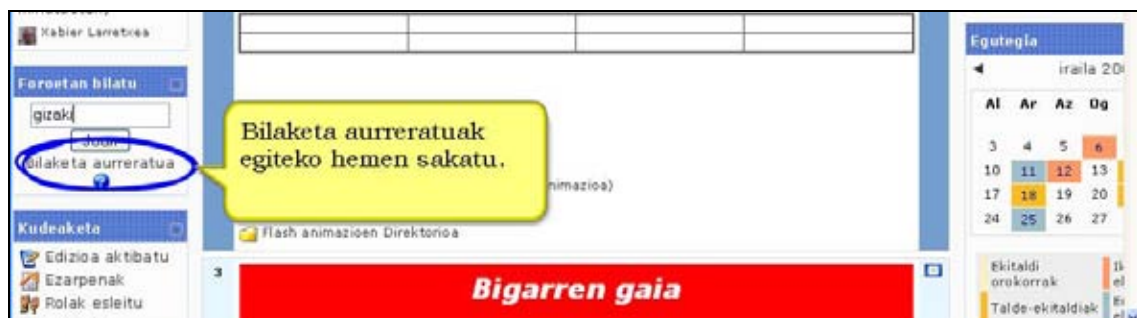 Xabier Larretxea
Foroetan bilatu
gizaki
Joan
Bilaketa aurreratua
Kudeaketa
Edizioa aktibatu
Ezarpenak
Rolak esleitu
Bilaketa aurreratuak
egiteko hemen sakatu.
nimazioa)
Flash animazioen Direktorioa
3
Bigarren gaia
Egutegia
iraila 20
Al Ar Az Og
3 4 5 6
10 11 12 13
17 18 19 20
24 25 26 27
Ekitaldi
orokorrak
Talde-ekitaldiak